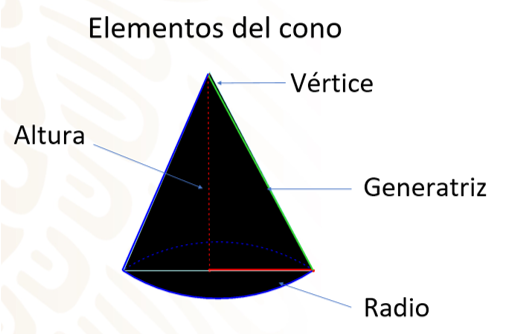 Elementos del cono
Vértice
Altura
Generatriz
Radio